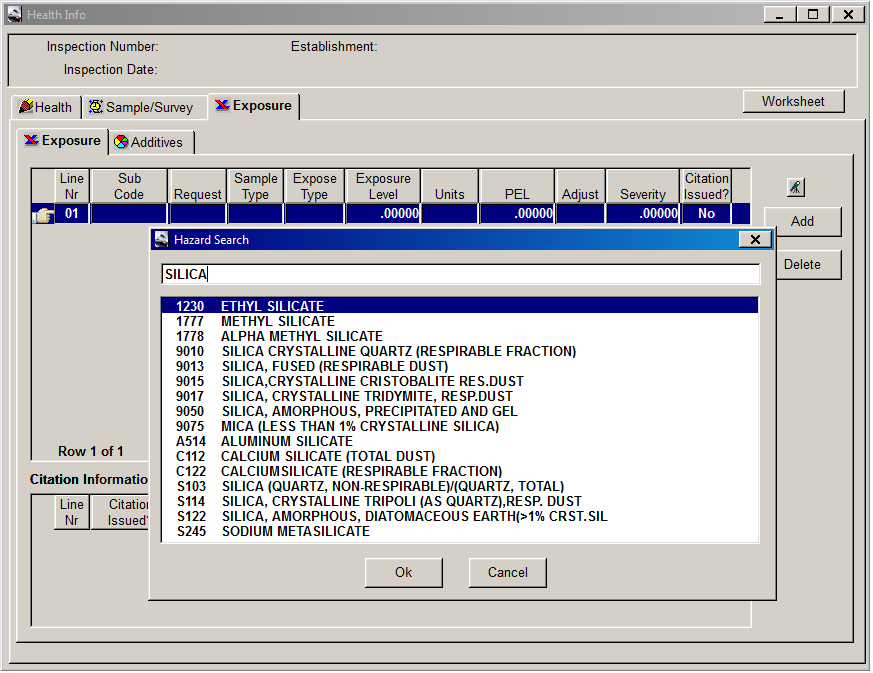 Health Info
Inspection Number: Establishment:
Inspection Date:
Health Sample/Survey Exposure Worksheet
Exposure Additives
Line Nr Sub Code Request Sample Type Expose Type Exposure Level Units PEL Adjust Severity Citation Issued?
01 .00000 .00000 .00000 No
Add
Delete
Hazard Search
SILICA
1230 ETHYL SILICATE
1777 METHYL SILICATE
1778 ALPHA METHYL SILICATE
9010 SILICA CRYSTALLINE QUARTZ (RESPIRABLE FRACTION)
9013 SILICA, FUSED (RESPIRABLE DUST)
9015 SILICA,CRYSTALLINE CRISTOBALITE RES.DUST
9017 SILICA, CRYSTALLINE TRIDYMITE, RESP.DUST
9050 SILICA, AMORPHOUS, PRECIPITATED AND GEL
9075 MICA (LESS THAN 1% CRYSTALLINE SILICA)
A514 ALUMINUM SILICATE
C112 CALCIUM SILICATE (TOTAL DUST)
C122 CALCIUMSILICATE (RESPIRABLE FRACTION)
S103 SILICA (QUARTZ, NON-RESPIRABLE)/(QUARTZ, TOTAL)
S114 SILICA, CRYSTALLINE TRIPOLI (AS QUARTZ),RESP. DUST
S122 SILICA, AMORPHOUS, DIATOMACEOUS EARTH(>1% CRST.SIL
S245 SODIUM METASILICATE
Ok Cancel
Row 1 of 1
Citation Informatio
Line Nr Citation Issued?